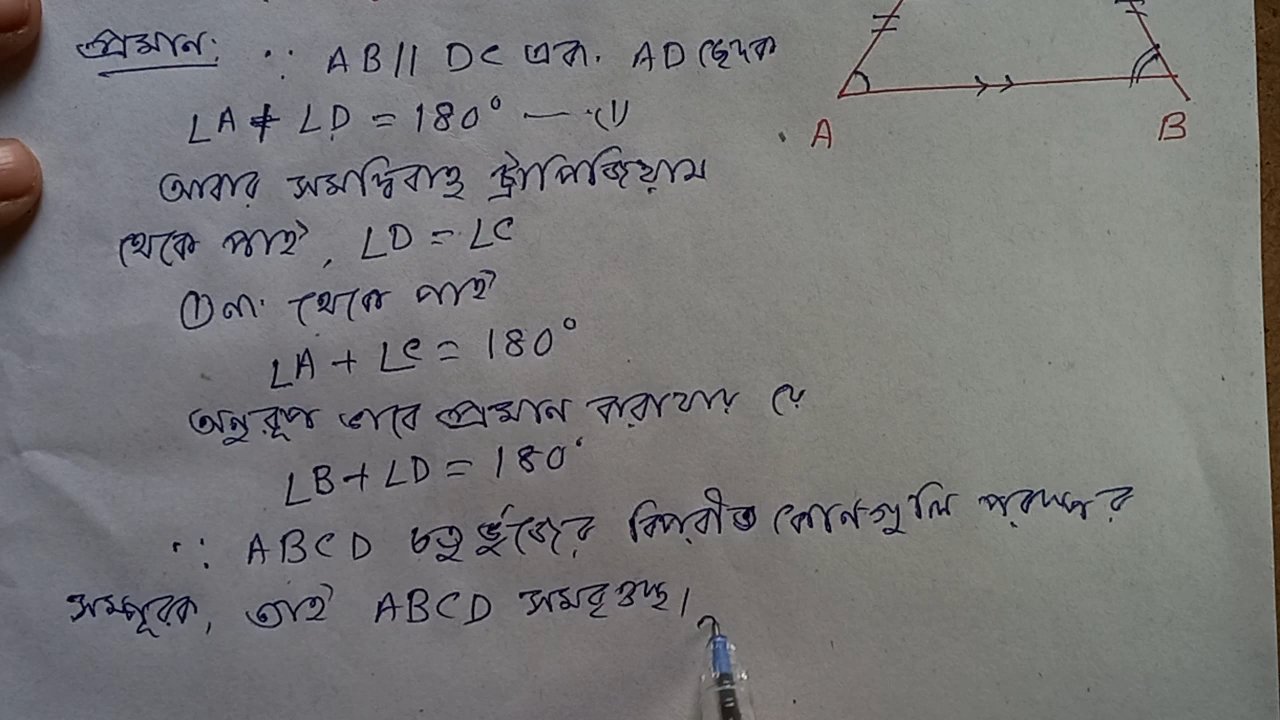 প্রমান: ∵ AB || DC এবং AD ছেদক
∠A + ∠D = 180° — (1)
আবার সমদ্বিবাহু ট্রাপিজিয়াম
থেকে পাই, ∠D = ∠C
① নং থেকে পাই
∠A + ∠C = 180°
অনুরূপ ভাবে প্রমান করাযায় যে
∠B + ∠D = 180°
∵ ABCD চতুর্ভুজের বিপরীত কোনগুলি পরস্পর
সম্পূরক, তাই ABCD সমবৃত্তস্থ।
A
B